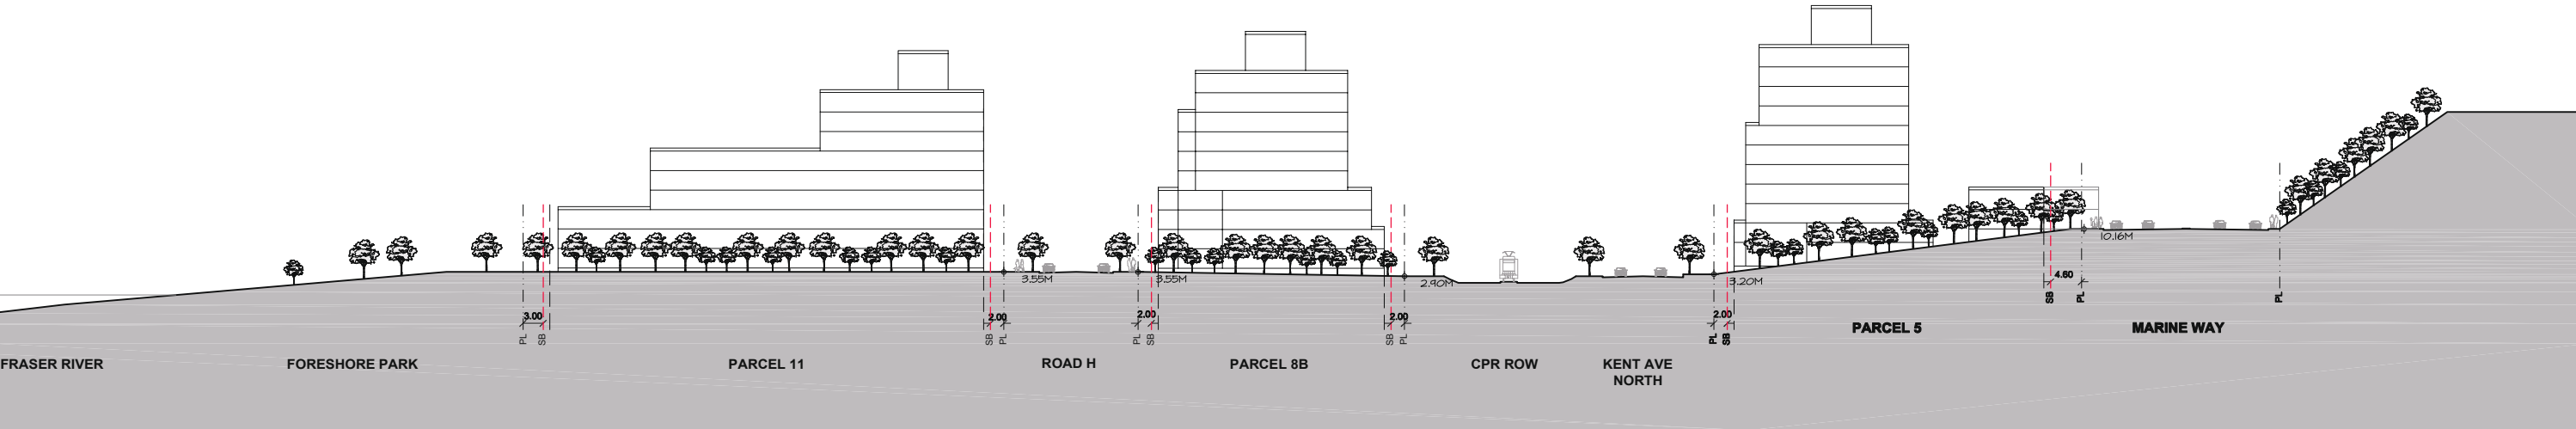 10.16M
3.55M
3.55M
2.90M
3.20M
4.60
3.00
2.00
2.00
2.00
2.00
PL
SB
SB
PL
PL
SB
SB
PL
PL
SB
SB
PL
PL
PARCEL 5
MARINE WAY
FRASER RIVER
FORESHORE PARK
PARCEL 11
ROAD H
PARCEL 8B
CPR ROW
KENT AVE
NORTH